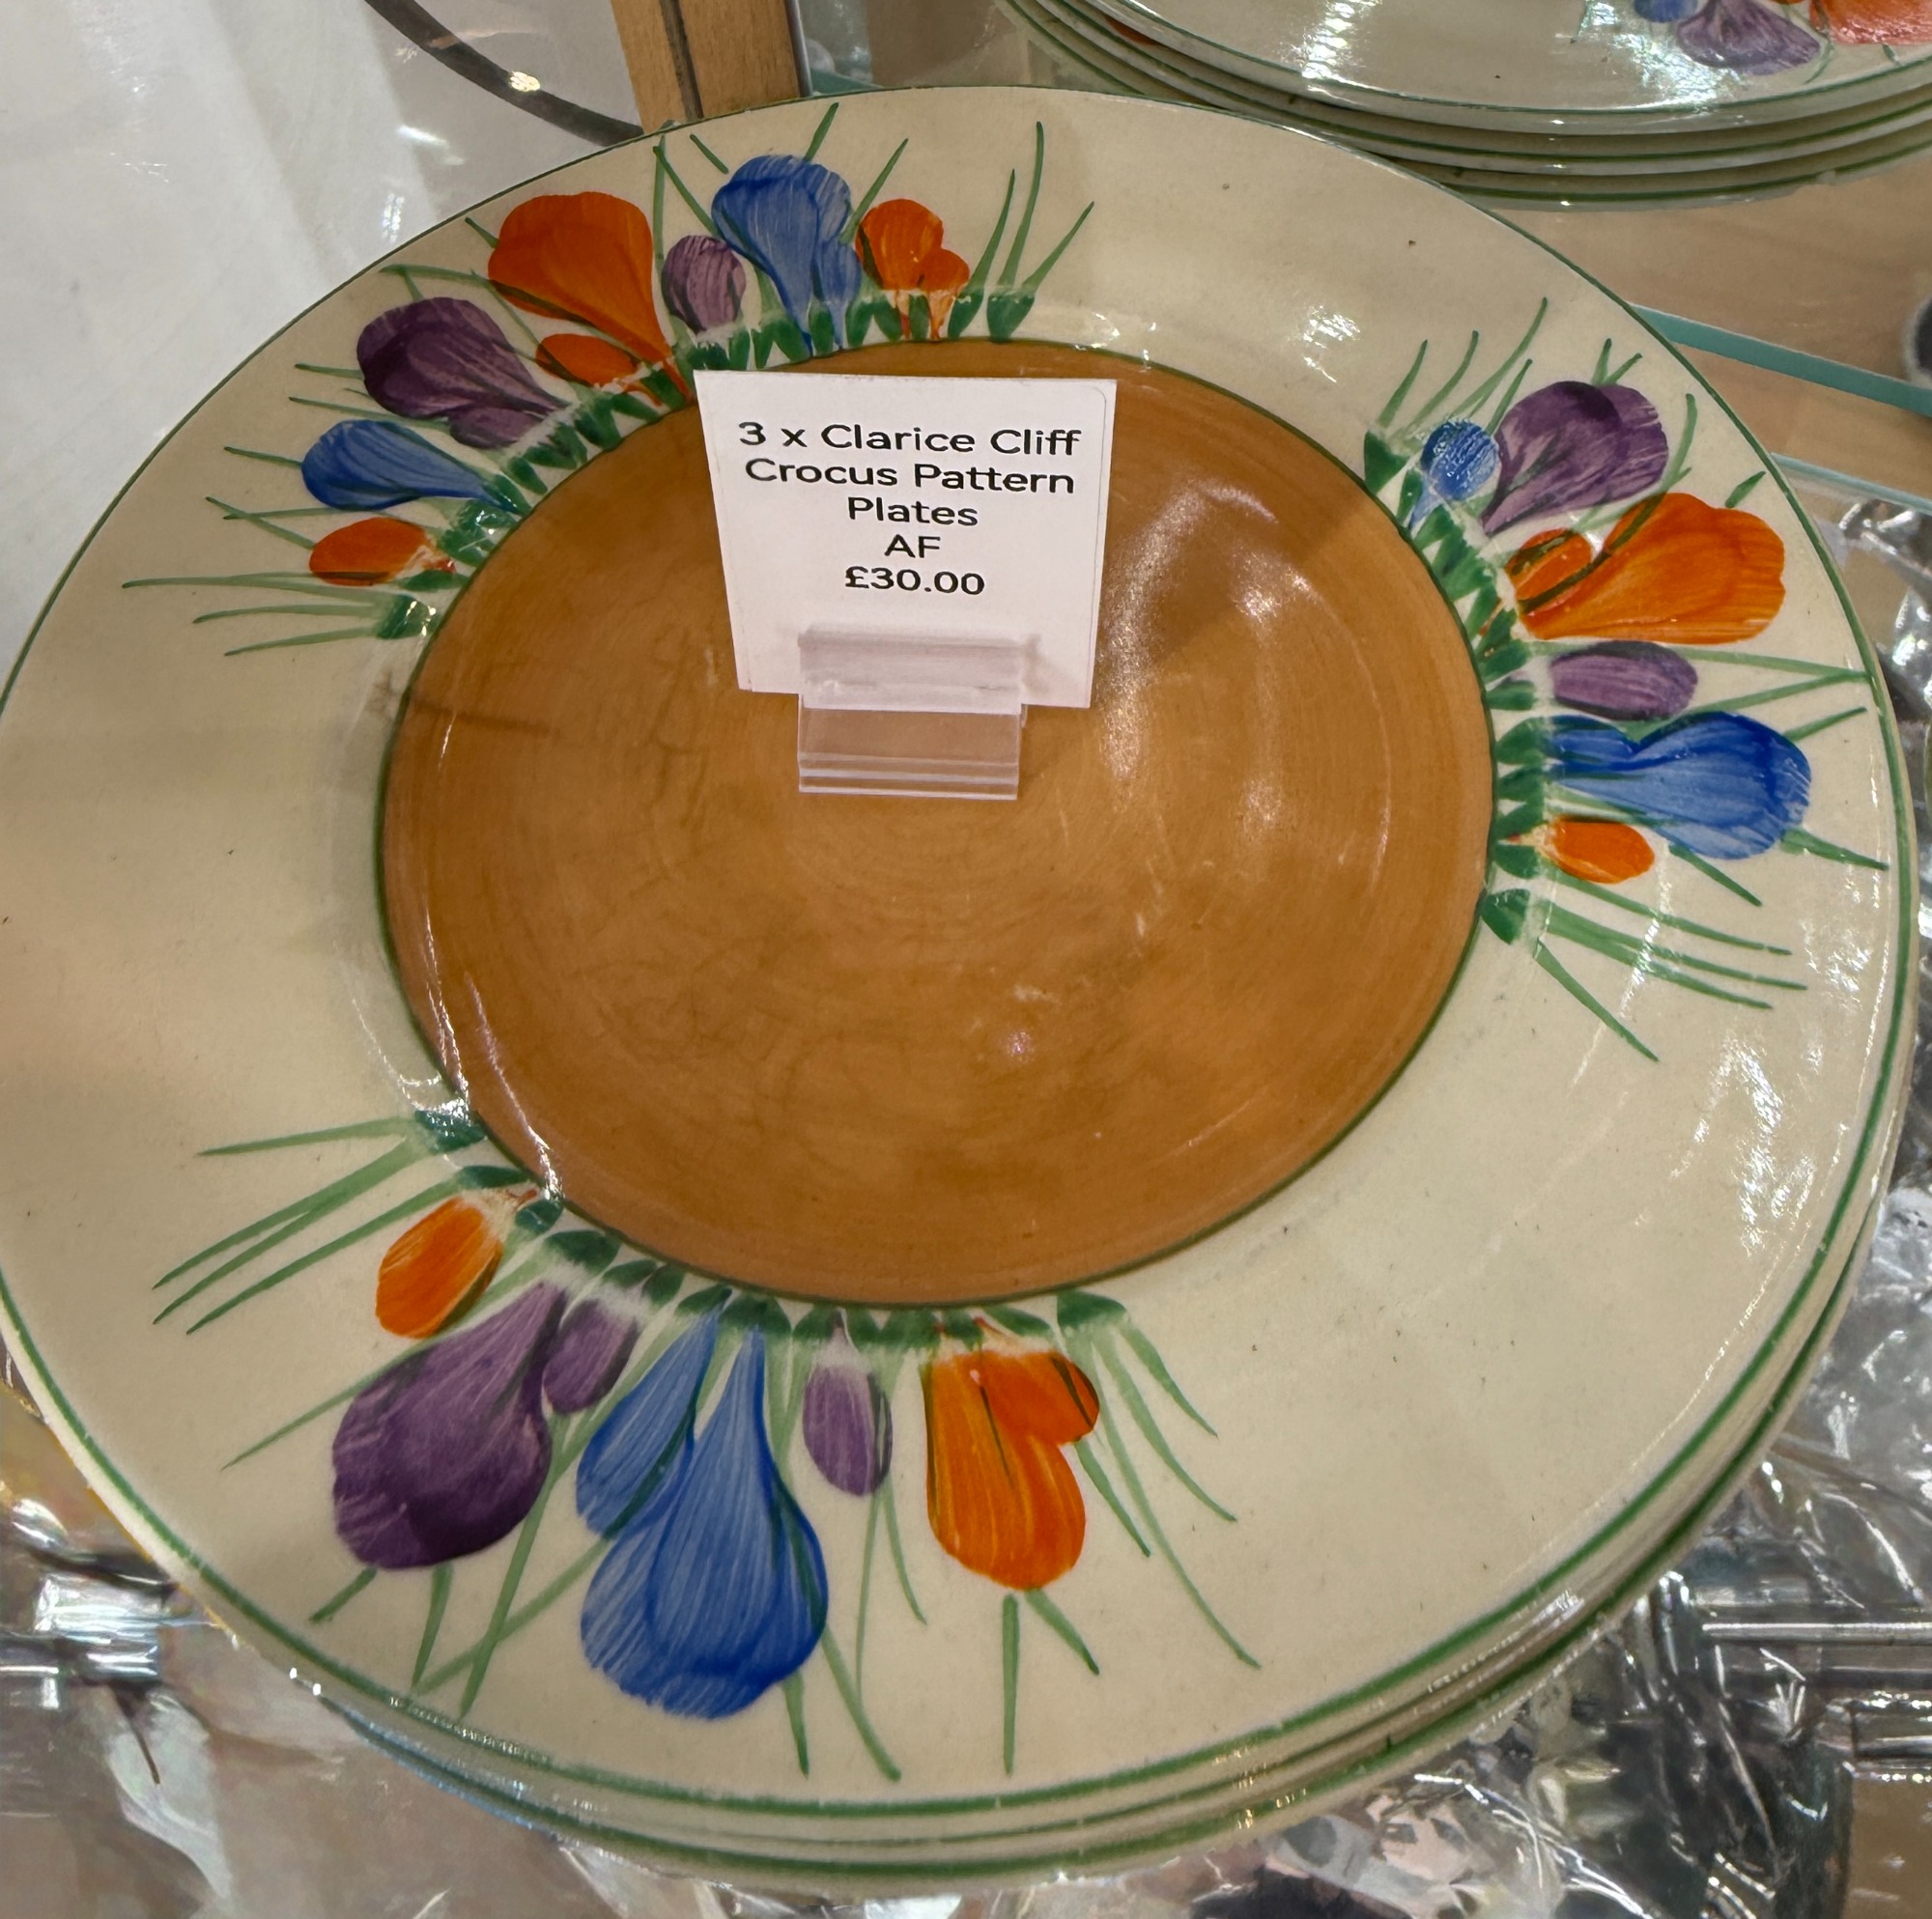 3 x Clarice Cliff
Crocus Pattern
Plates
AF
£30.00